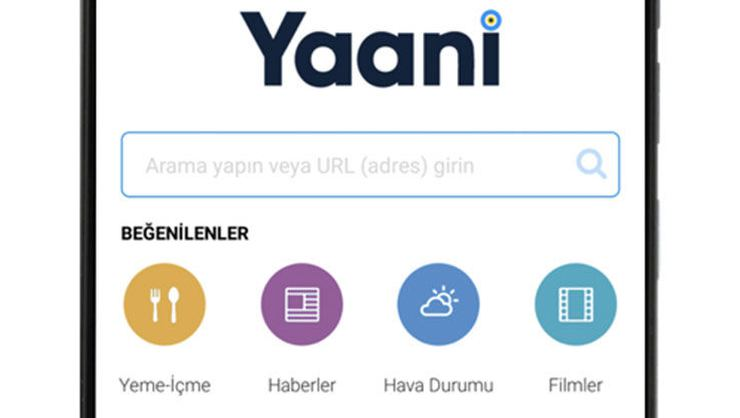 Yaani
Arama yapın veya URL (adres) girin
BEĞENİLENLER
Yeme-İçme
Haberler
Hava Durumu
Filmler